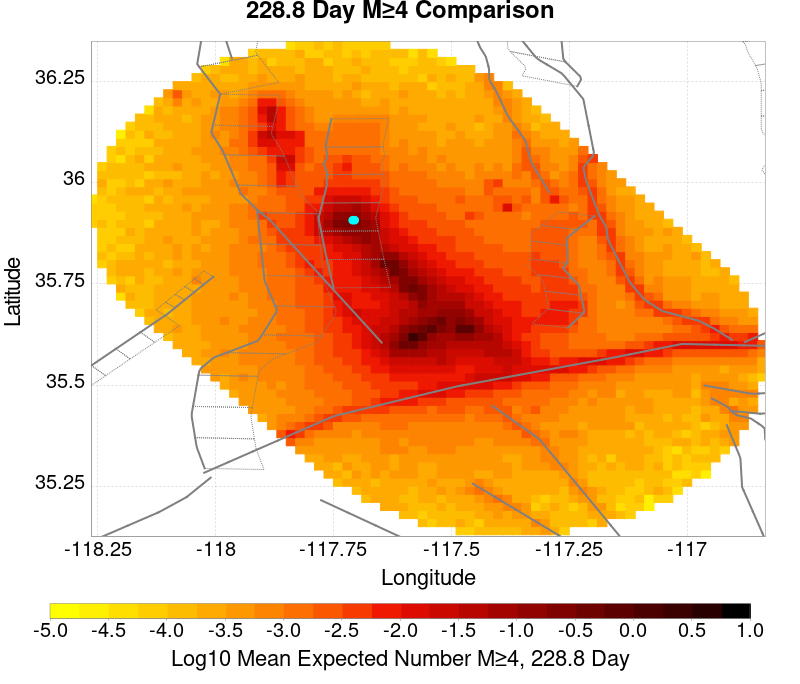 228.8 Day M≥4 Comparison
36.25
36
35.75
35.5
35.25
Latitude
-118.25 -118 -117.75 -117.5 -117.25 -117
Longitude
-5.0 -4.5 -4.0 -3.5 -3.0 -2.5 -2.0 -1.5 -1.0 -0.5 0.0 0.5 1.0
Log10 Mean Expected Number M≥4, 228.8 Day